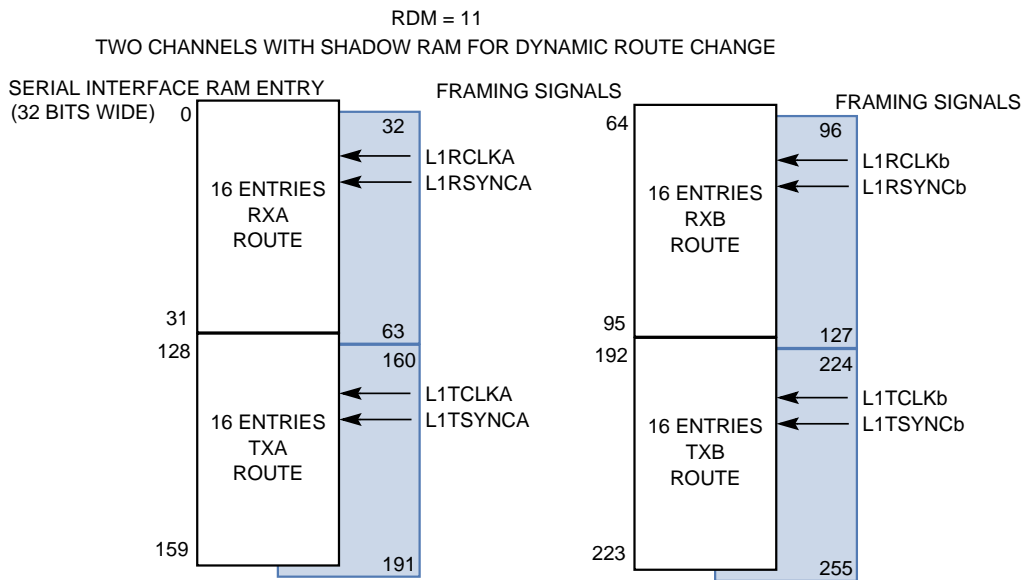 RDM = 11
TWO CHANNELS WITH SHADOW RAM FOR DYNAMIC ROUTE CHANGE
SERIAL INTERFACE RAM ENTRY
(32 BITS WIDE)
FRAMING SIGNALS
0
32
L1RCLKA
L1RSYNCA
16 ENTRIES
RXA
ROUTE
31
63
128
160
L1TCLKA
L1TSYNCA
16 ENTRIES
TXA
ROUTE
159
191
FRAMING SIGNALS
64
96
L1RCLKb
L1RSYNCb
16 ENTRIES
RXB
ROUTE
95
127
192
224
L1TCLKb
L1TSYNCb
16 ENTRIES
TXB
ROUTE
223
255